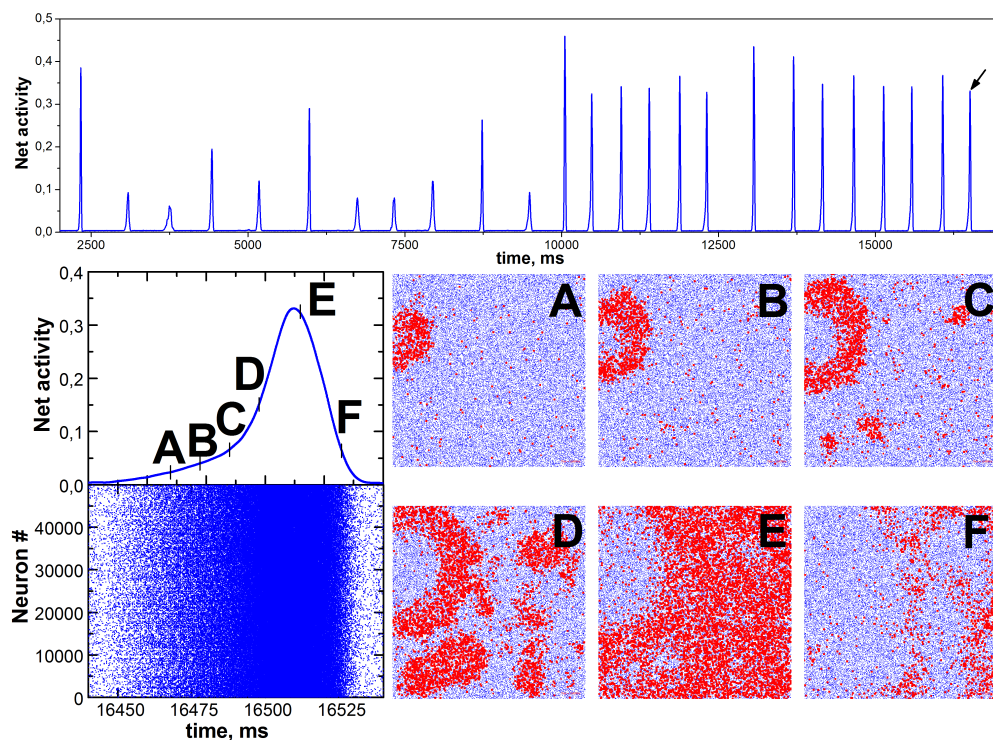 0,5
0,4
0,3
0,2
0,1
0,0
Net activity
2500 5000 7500 10000 12500 15000
time, ms
0,4
0,3
0,2
0,1
0,0
Net activity
A B C D E F
40000
30000
20000
10000
0
Neuron #
16450 16475 16500 16525
time, ms
A B C
D E F